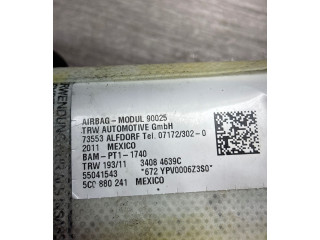 AIRBAG - MODUL 90025
TRW AUTOMOTIVE GmbH
73553 ALFDORF Tel. 07172/302-0
2011 MEXICO
BAM-PT1-1740
TRW 193/11 3408 4639C
55041543 *672 YPV0006Z3S0*
5C0 880 241 MEXICO